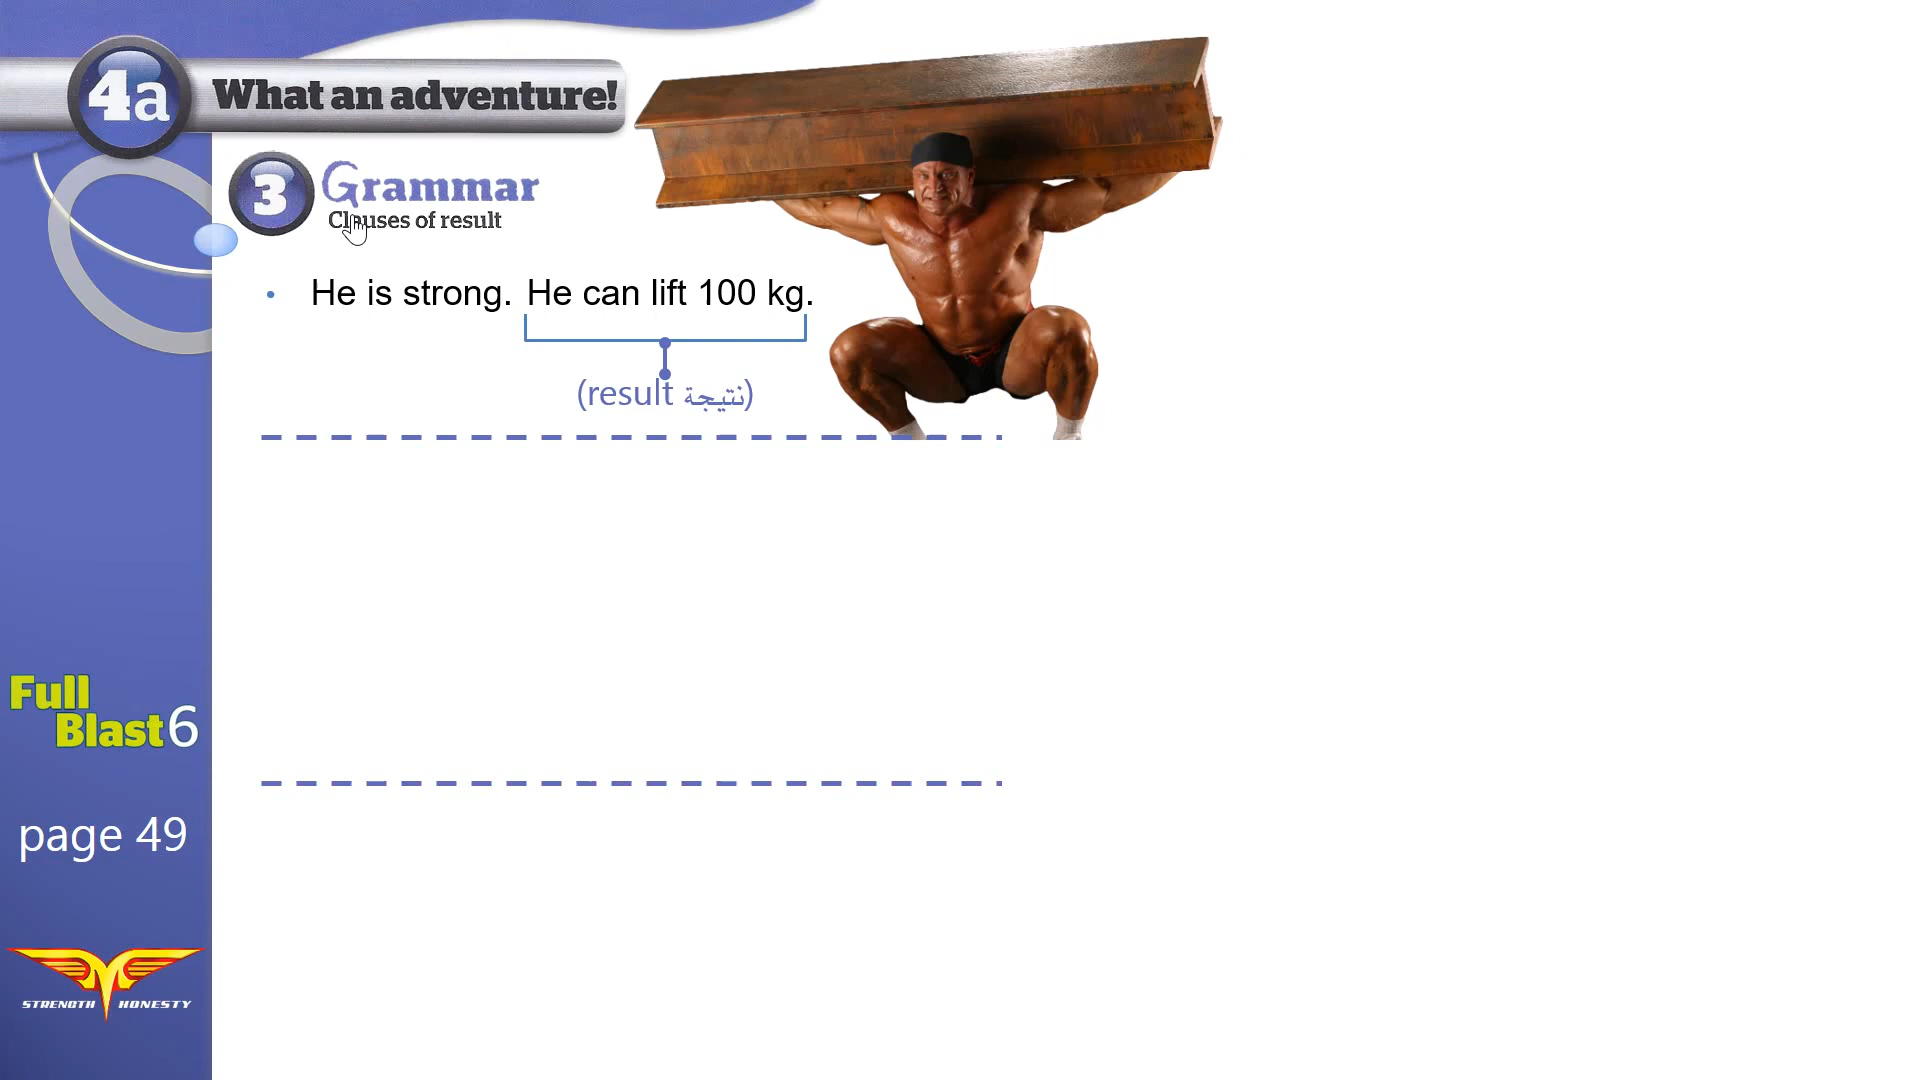 4a What an adventure!
3 Grammar
Clauses of result
• He is strong. He can lift 100 kg.
(result نتيجة)
Full
Blast 6
page 49
STRENGTH HONESTY